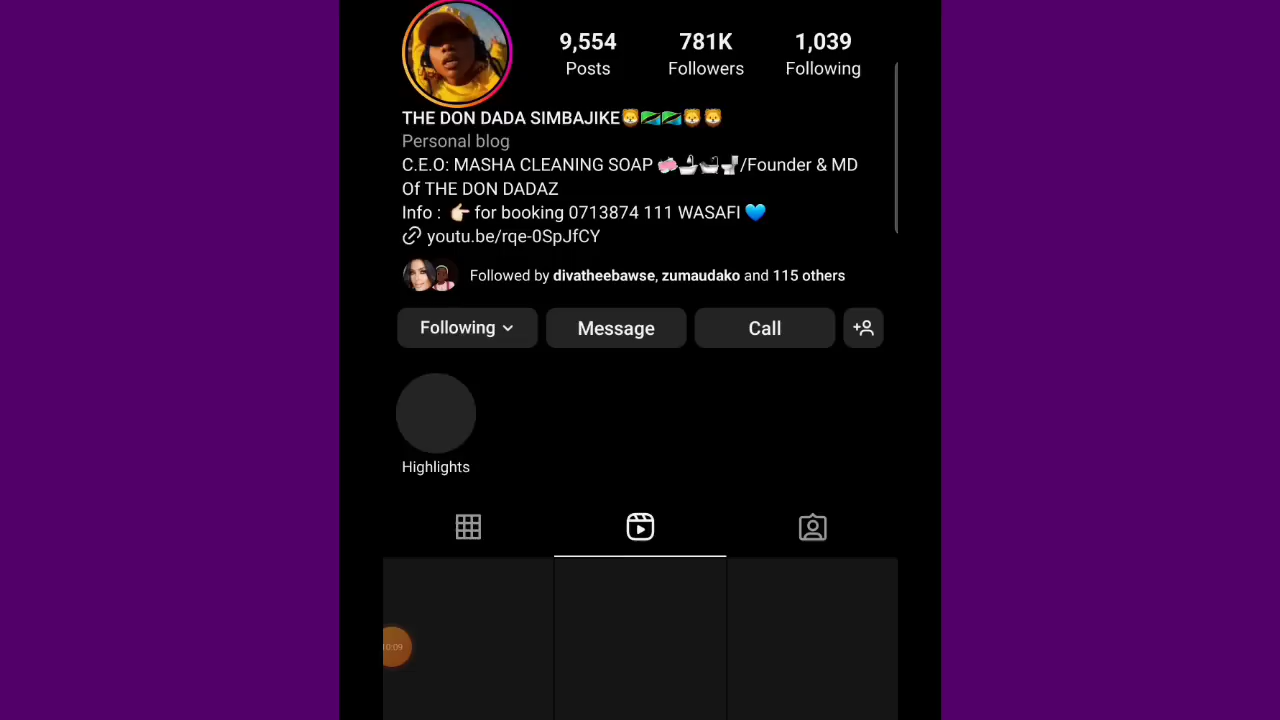 9,554 781K 1,039
Posts Followers Following
THE DON DADA SIMBAJIKE🦁🇹🇿🇹🇿🦁🦁
Personal blog
C.E.O: MASHA CLEANING SOAP 🧼🛁🛀🏿🚽/Founder & MD
Of THE DON DADAZ
Info : 👉🏻 for booking 0713874 111 WASAFI 💙
youtu.be/rqe-0SpJfCY
Followed by divatheebawse, zumaudako and 115 others
Following Message Call
Highlights
10:09